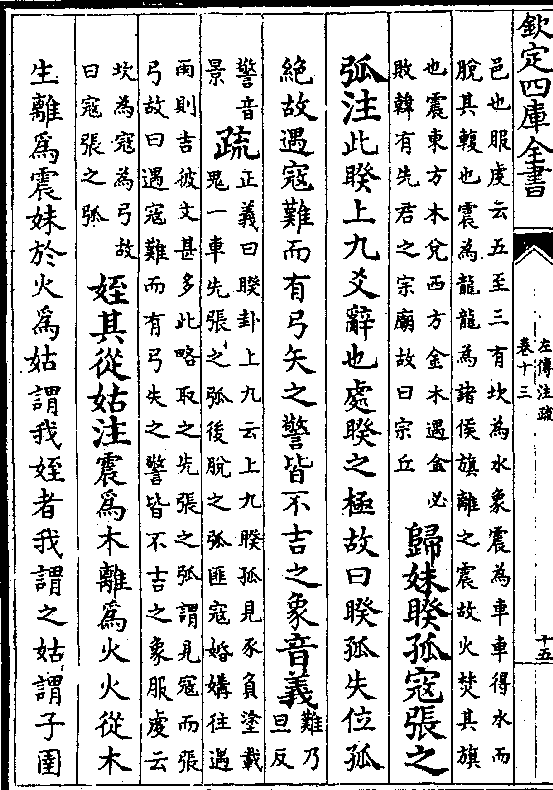 欽定四庫全書
左傳注疏
卷十三
十五
邑也服虔云五至三有坎為水象震為車車得水而
脫其輹也震為龍龍為諸侯旗離之震故火焚其旗
也震東方木兌西方金木遇金必
敗韓有先君之宗廟故曰宗丘
歸妹睽孤寇張之
弧注此睽上九爻辭也處睽之極故曰睽孤失位孤
絶故遇寇難而有弓矢之警皆不吉之象音義
難乃
旦反
警音
景
疏
正義曰睽卦上九云上九睽孤見豕負塗載
鬼一車先張之弧後脫之弧匪寇婚媾往遇
雨則吉彼文甚多此略取之先張之弧謂見寇而張
弓故曰遇寇難而有弓矢之警皆不吉之象服虔云
坎為寇為弓故
曰寇張之弧
姪其從姑注震爲木離爲火火從木
生離爲震妹於火爲姑謂我姪者我謂之姑謂子圉